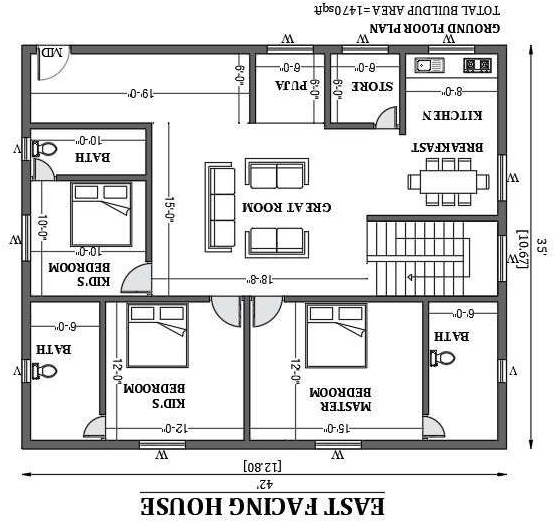 EAST FACING HOUSE
42'
[12.80]
W
W
15'-0"
12'-0"
MASTER
BEDROOM
12'-0"
KID'S
BEDROOM
12'-0"
V
BATH
6'-0"
V
BATH
6'-0"
35'
[10.67]
W
18'-8"
KID'S
BEDROOM
10'-0"
10'-0"
W
GREAT ROOM
15'-0"
W
BREAKFAST
KITCHEN
8'-0"
BATH
10'-0"
V
STORE
6'-0"
6'-0"
PUJA
6'-0"
6'-0"
19'-0"
6'-0"
MD
W
W
W
GROUND FLOOR PLAN
TOTAL BUILDUP AREA=1470sqft